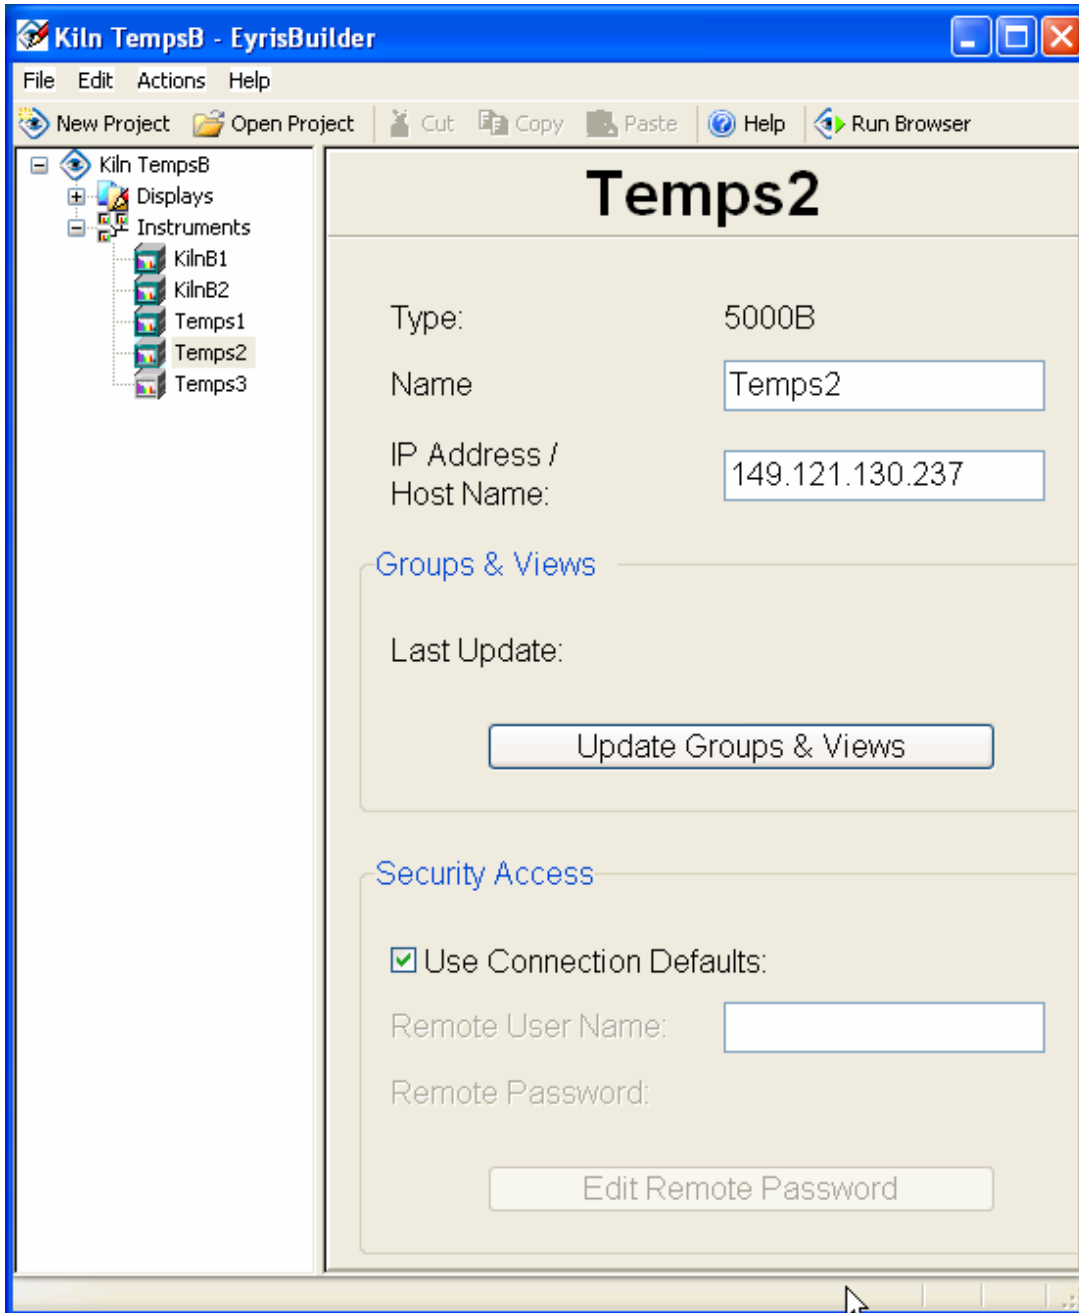 Kiln TempsB - EyrisBuilder
File Edit Actions Help
New Project Open Project Cut Copy Paste Help Run Browser
Kiln TempsB
Displays
Instruments
KilnB1
KilnB2
Temps1
Temps2
Temps3
Temps2
Type: 5000B
Name Temps2
IP Address /
Host Name: 149.121.130.237
Groups & Views
Last Update:
Update Groups & Views
Security Access
Use Connection Defaults:
Remote User Name:
Remote Password:
Edit Remote Password